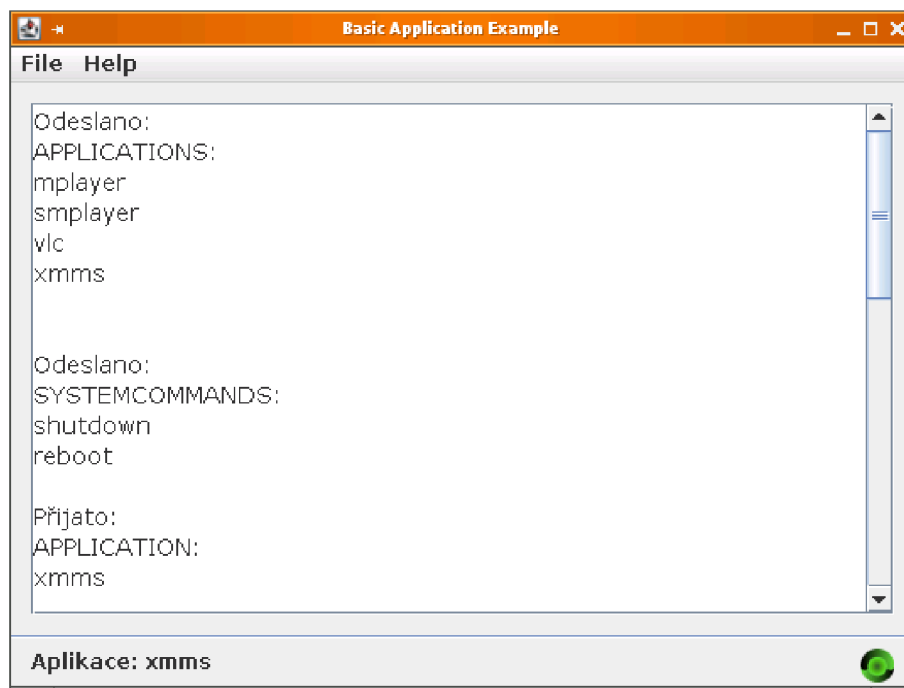 Basic Application Example
File Help
Odeslano:
APPLICATIONS:
mplayer
smplayer
vlc
xmms
Odeslano:
SYSTEMCOMMANDS:
shutdown
reboot
Přijato:
APPLICATION:
xmms
Aplikace: xmms